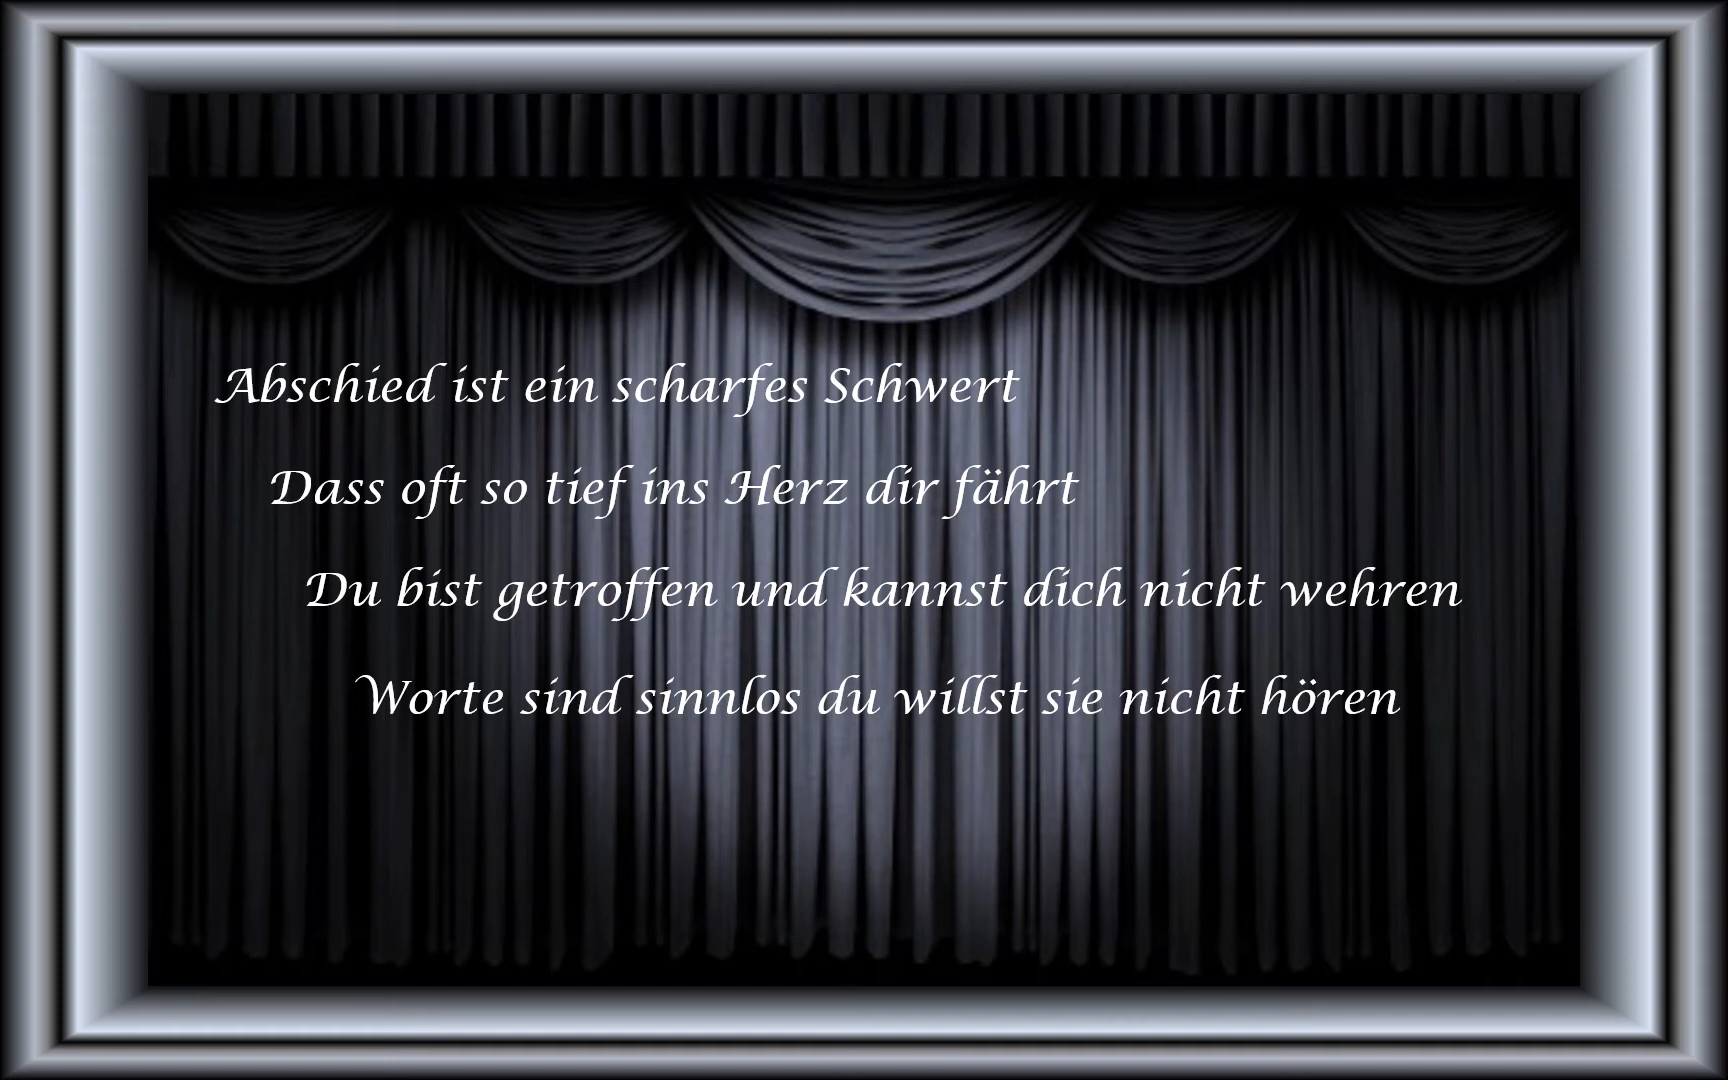 Abschied ist ein scharfes Schwert
Dass oft so tief ins Herz dir fährt
Du bist getroffen und kannst dich nicht wehren
Worte sind sinnlos du willst sie nicht hören